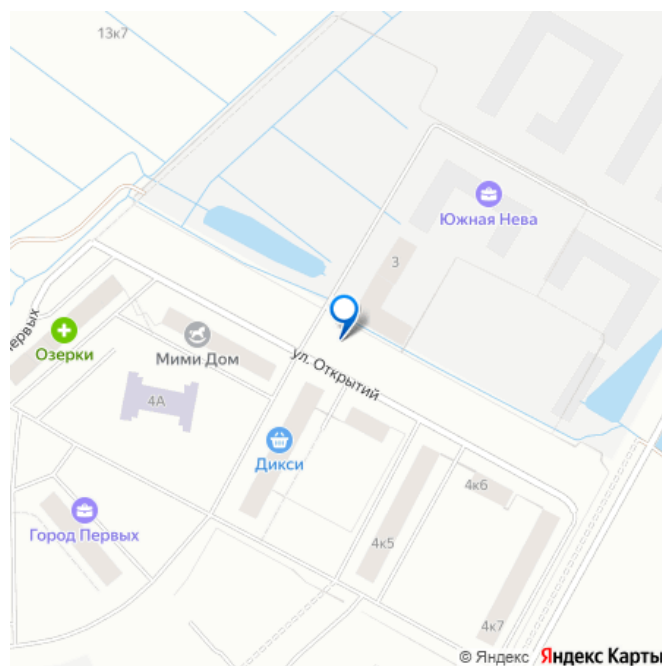 13к7
Южная Нева
3
ервых
Озерки
Мими Дом
ул. Открытий
4А
Дикси
4к6
Город Первых
4к5
4к7
© Яндекс Яндекс Карты